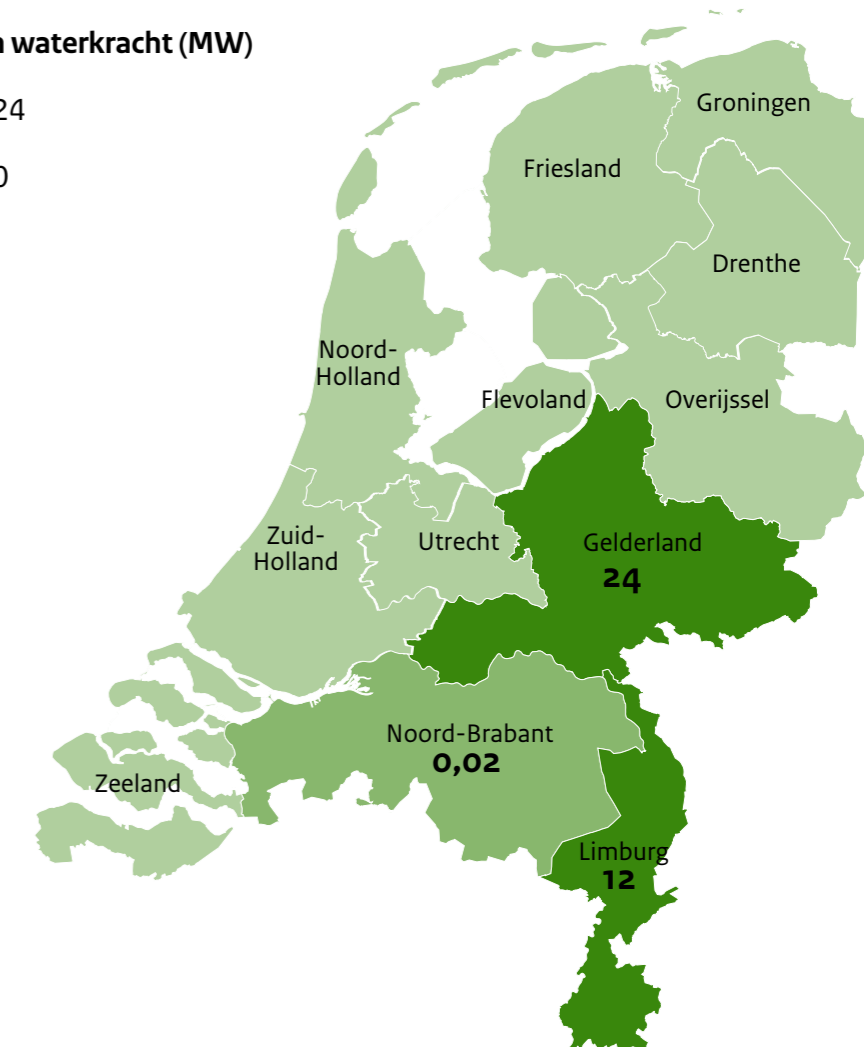 waterkracht (MW)
24
0
Groningen
Friesland
Drenthe
Noord-
Holland
Flevoland
Overijssel
Zuid-
Holland
Utrecht
Gelderland
24
Noord-Brabant
0,02
Zeeland
Limburg
12